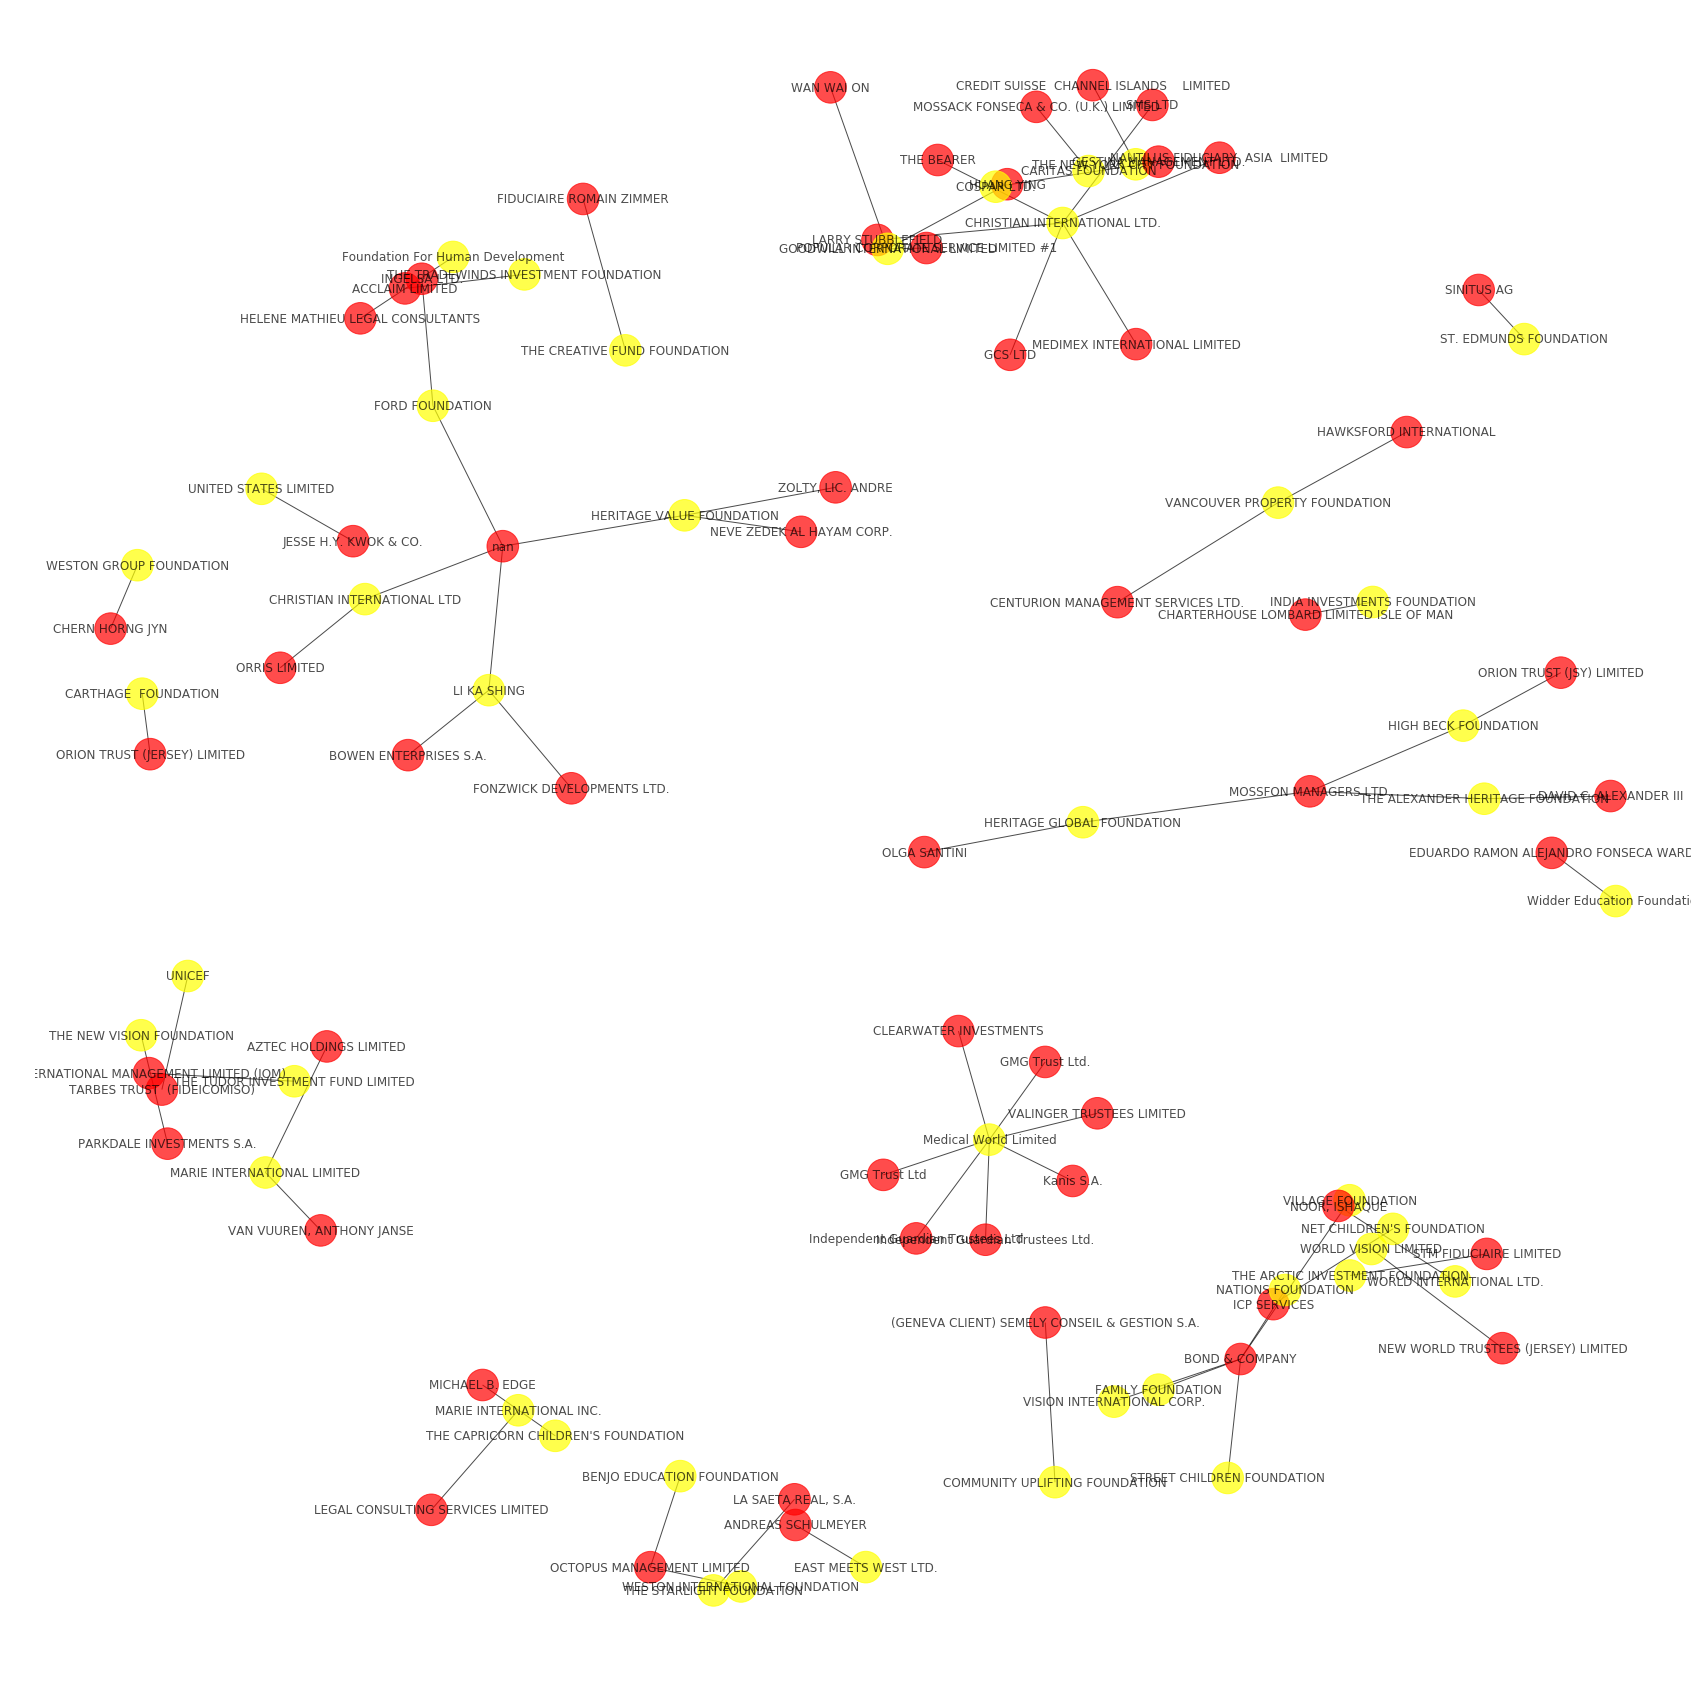 CREDIT SUISSE  CHANNEL ISLANDS    LIMITED
WAN WAI ON
MOSSACK FONSECA & CO. (U.K.) LIMITED
SMS LTD
THE BEARER
NAUTILUS FIDUCIARY  ASIA  LIMITED
THE NEW YORK CITY FOUNDATION
CARITAS FOUNDATION
HUANG YING
COSPAR LTD.
FIDUCIAIRE ROMAIN ZIMMER
CHRISTIAN INTERNATIONAL LTD.
LARRY STUBBLEFIELD
POPULAR CORPORATE SERVICE LIMITED #1
GOODWILL INTERNATIONAL LIMITED
Foundation For Human Development
THE TRADEWINDS INVESTMENT FOUNDATION
INGELSA LTD.
ACCLAIM LIMITED
SINITUS AG
HELENE MATHIEU LEGAL CONSULTANTS
ST. EDMUNDS FOUNDATION
MEDIMEX INTERNATIONAL LIMITED
THE CREATIVE FUND FOUNDATION
GCS LTD
FORD FOUNDATION
HAWKSFORD INTERNATIONAL
UNITED STATES LIMITED
ZOLTY, LIC. ANDRE
VANCOUVER PROPERTY FOUNDATION
HERITAGE VALUE FOUNDATION
NEVE ZEDEK AL HAYAM CORP.
JESSE H.Y. KWOK & CO.
nan
WESTON GROUP FOUNDATION
CHRISTIAN INTERNATIONAL LTD
CENTURION MANAGEMENT SERVICES LTD.
INDIA INVESTMENTS FOUNDATION
CHARTERHOUSE LOMBARD LIMITED ISLE OF MAN
CHERN HORNG JYN
ORRIS LIMITED
ORION TRUST (JSY) LIMITED
LI KA SHING
CARTHAGE  FOUNDATION
HIGH BECK FOUNDATION
ORION TRUST (JERSEY) LIMITED
BOWEN ENTERPRISES S.A.
FONZWICK DEVELOPMENTS LTD.
MOSSFON MANAGERS LTD.
THE ALEXANDER HERITAGE FOUNDATION
DAVID C. ALEXANDER III
HERITAGE GLOBAL FOUNDATION
OLGA SANTINI
EDUARDO RAMON ALEJANDRO FONSECA WARD
Widder Education Foundati
UNICEF
CLEARWATER INVESTMENTS
THE NEW VISION FOUNDATION
AZTEC HOLDINGS LIMITED
GMG Trust Ltd.
ERNATIONAL MANAGEMENT LIMITED (IOM)
THE TUDOR INVESTMENT FUND LIMITED
TARBES TRUST  (FIDEICOMISO)
VALINGER TRUSTEES LIMITED
Medical World Limited
PARKDALE INVESTMENTS S.A.
MARIE INTERNATIONAL LIMITED
GMG Trust Ltd
Kanis S.A.
VILLAGE FOUNDATION
NOOR, ISHAQUE
VAN VUUREN, ANTHONY JANSE
NET CHILDREN'S FOUNDATION
Independent Guardian Trustees Ltd
Independent Guardian Trustees Ltd.
WORLD VISION LIMITED
STM FIDUCIAIRE LIMITED
THE ARCTIC INVESTMENT FOUNDATION
WORLD INTERNATIONAL LTD.
NATIONS FOUNDATION
ICP SERVICES
(GENEVA CLIENT) SEMELY CONSEIL & GESTION S.A.
NEW WORLD TRUSTEES (JERSEY) LIMITED
BOND & COMPANY
MICHAEL B. EDGE
FAMILY FOUNDATION
VISION INTERNATIONAL CORP.
MARIE INTERNATIONAL INC.
THE CAPRICORN CHILDREN'S FOUNDATION
BENJO EDUCATION FOUNDATION
STREET CHILDREN FOUNDATION
COMMUNITY UPLIFTING FOUNDATION
LA SAETA REAL, S.A.
LEGAL CONSULTING SERVICES LIMITED
ANDREAS SCHULMEYER
OCTOPUS MANAGEMENT LIMITED
EAST MEETS WEST LTD.
WESTON INTERNATIONAL FOUNDATION
THE STARLIGHT FOUNDATION